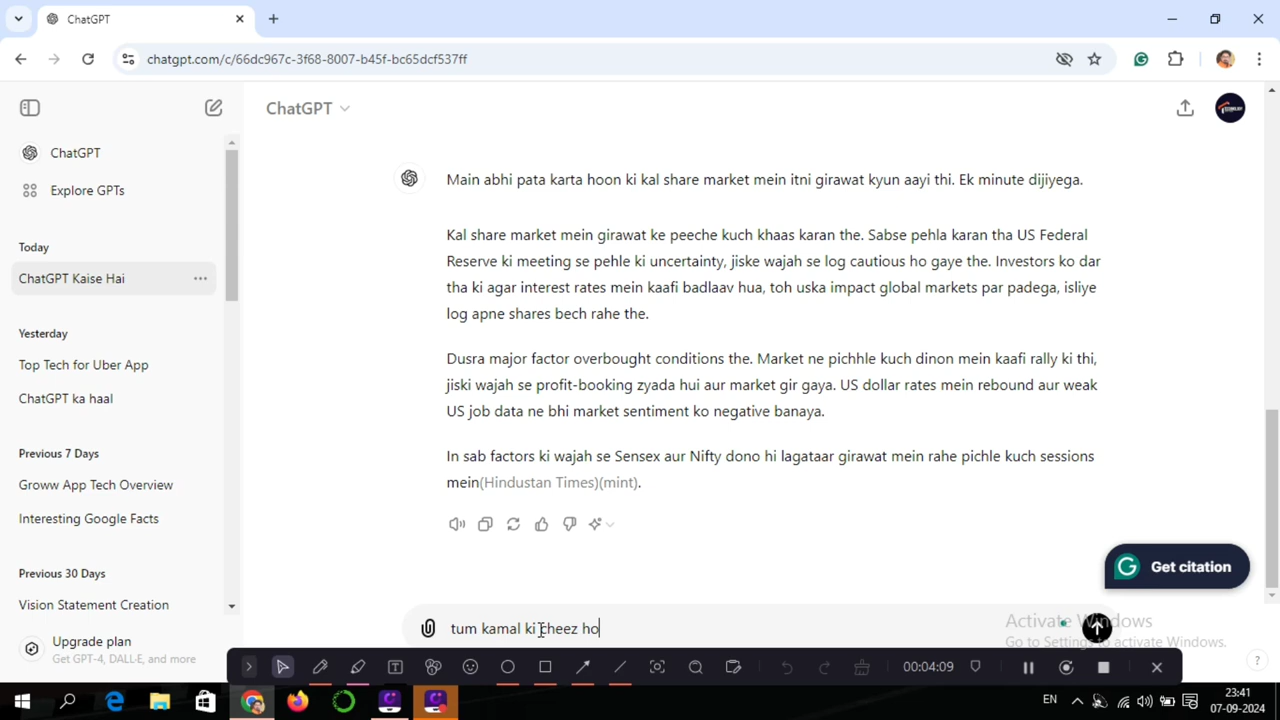 ChatGPT
chatgpt.com/c/66dc967c-3f68-8007-b45f-bc65dcf537ff
ChatGPT
ChatGPT
Explore GPTs
Today
ChatGPT Kaise Hai
Yesterday
Top Tech for Uber App
ChatGPT ka haal
Previous 7 Days
Groww App Tech Overview
Interesting Google Facts
Previous 30 Days
Vision Statement Creation
Upgrade plan
Get GPT-4, DALL·E, and more
Main abhi pata karta hoon ki kal share market mein itni girawat kyun aayi thi. Ek minute dijiyega.
Kal share market mein girawat ke peeche kuch khaas karan the. Sabse pehla karan tha US Federal
Reserve ki meeting se pehle ki uncertainty, jiske wajah se log cautious ho gaye the. Investors ko dar
tha ki agar interest rates mein kaafi badlaav hua, toh uska impact global markets par padega, isliye
log apne shares bech rahe the.
Dusra major factor overbought conditions the. Market ne pichhle kuch dinon mein kaafi rally ki thi,
jiski wajah se profit-booking zyada hui aur market gir gaya. US dollar rates mein rebound aur weak
US job data ne bhi market sentiment ko negative banaya.
In sab factors ki wajah se Sensex aur Nifty dono hi lagataar girawat mein rahe pichle kuch sessions
mein(Hindustan Times)(mint).
Get citation
tum kamal ki cheez ho
Activate Windows
Go to Settings to activate Windows.
00:04:09
EN
23:41
07-09-2024